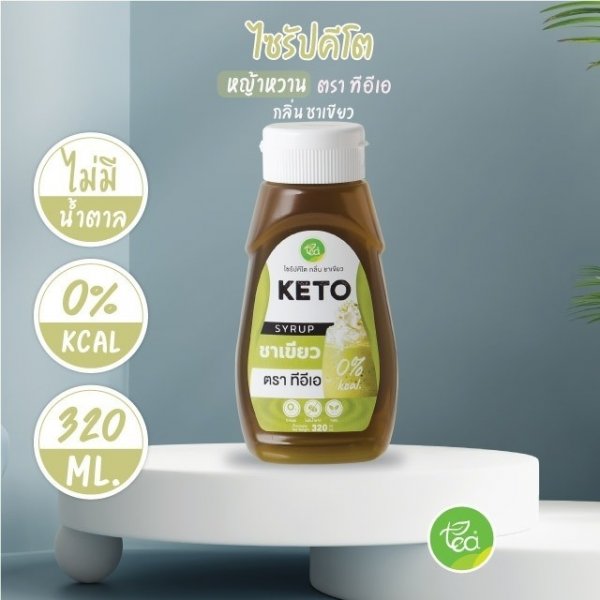 ไซรัปคีโต
หญ้าหวาน ตรา ทีอีเอ
กลิ่น ชาเขียว
ไม่มี
น้ำตาล
0%
KCAL
320
ML.
tea
ไซรัปคีโต กลิ่น ชาเขียว
KETO
SYRUP
ชาเขียว
ตรา ทีอีเอ
0%
kcal.
320
tea